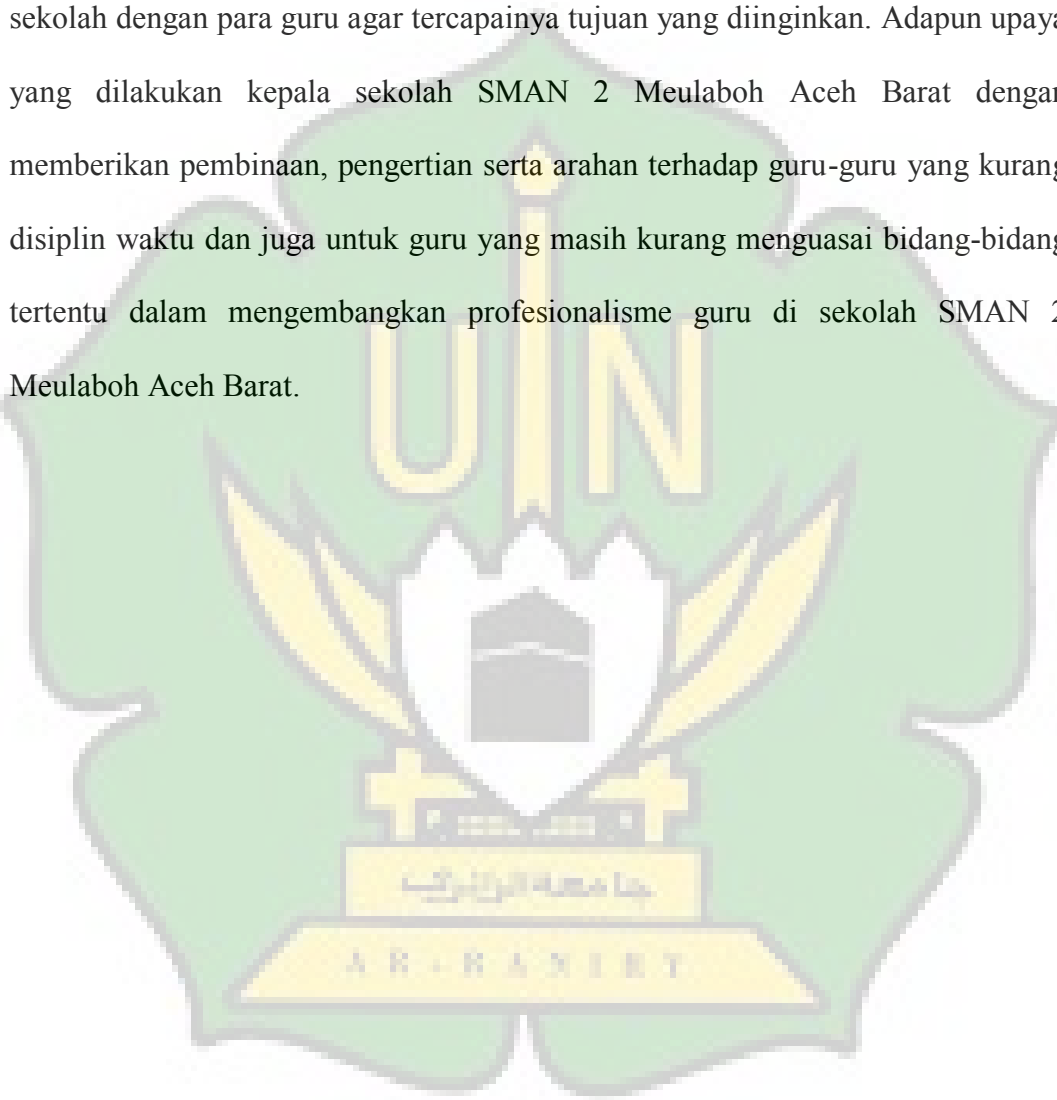 sekolah dengan para guru agar tercapainya tujuan yang diinginkan. Adapun upaya
yang dilakukan kepala sekolah SMAN 2 Meulaboh Aceh Barat dengan
memberikan pembinaan, pengertian serta arahan terhadap guru-guru yang kurang
disiplin waktu dan juga untuk guru yang masih kurang menguasai bidang-bidang
tertentu dalam mengembangkan profesionalisme guru di sekolah SMAN 2
Meulaboh Aceh Barat.
UIN
جامعة الرانيري
AR-RANIRY